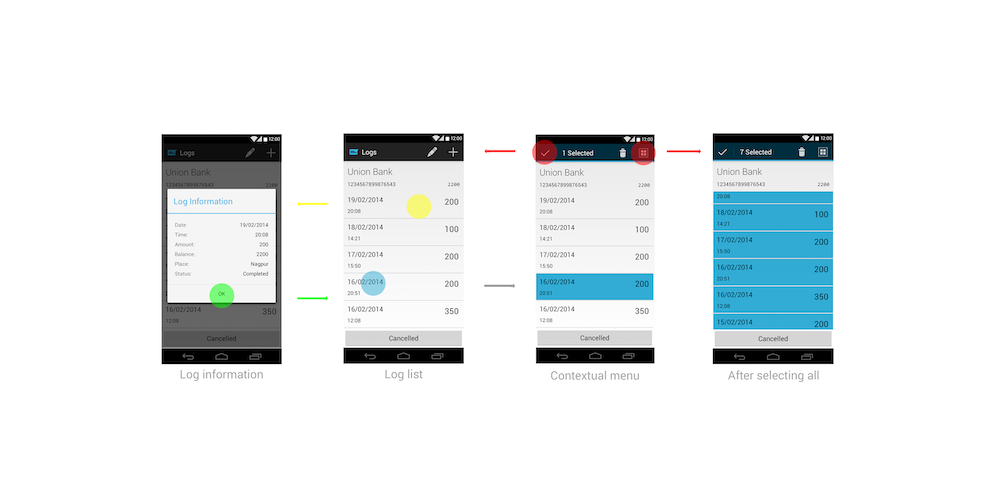 12:00
Logs
Union Bank
1234567899876543 2200
Log Information
Date 19/02/2014
Time: 20:08
Amount: 200
Balance: 2200
Place: Nagpur
Status: Completed
OK
16/02/2014 350
12:08
Cancelled
Log information
12:00
Logs
Union Bank
1234567899876543 2200
19/02/2014 200
20:08
18/02/2014 100
14:21
17/02/2014 200
15:50
16/02/2014 200
20:51
16/02/2014 350
12:08
Cancelled
Log list
12:00
1 Selected
Union Bank
1234567899876543 2200
19/02/2014 200
20:08
18/02/2014 100
14:21
17/02/2014 200
15:50
16/02/2014 200
20:51
16/02/2014 350
12:08
Cancelled
Contextual menu
12:00
7 Selected
Union Bank
1234567899876543 2200
20:08
18/02/2014 100
14:21
17/02/2014 200
15:50
16/02/2014 200
20:51
16/02/2014 350
12:08
15/02/2014 200
Cancelled
After selecting all